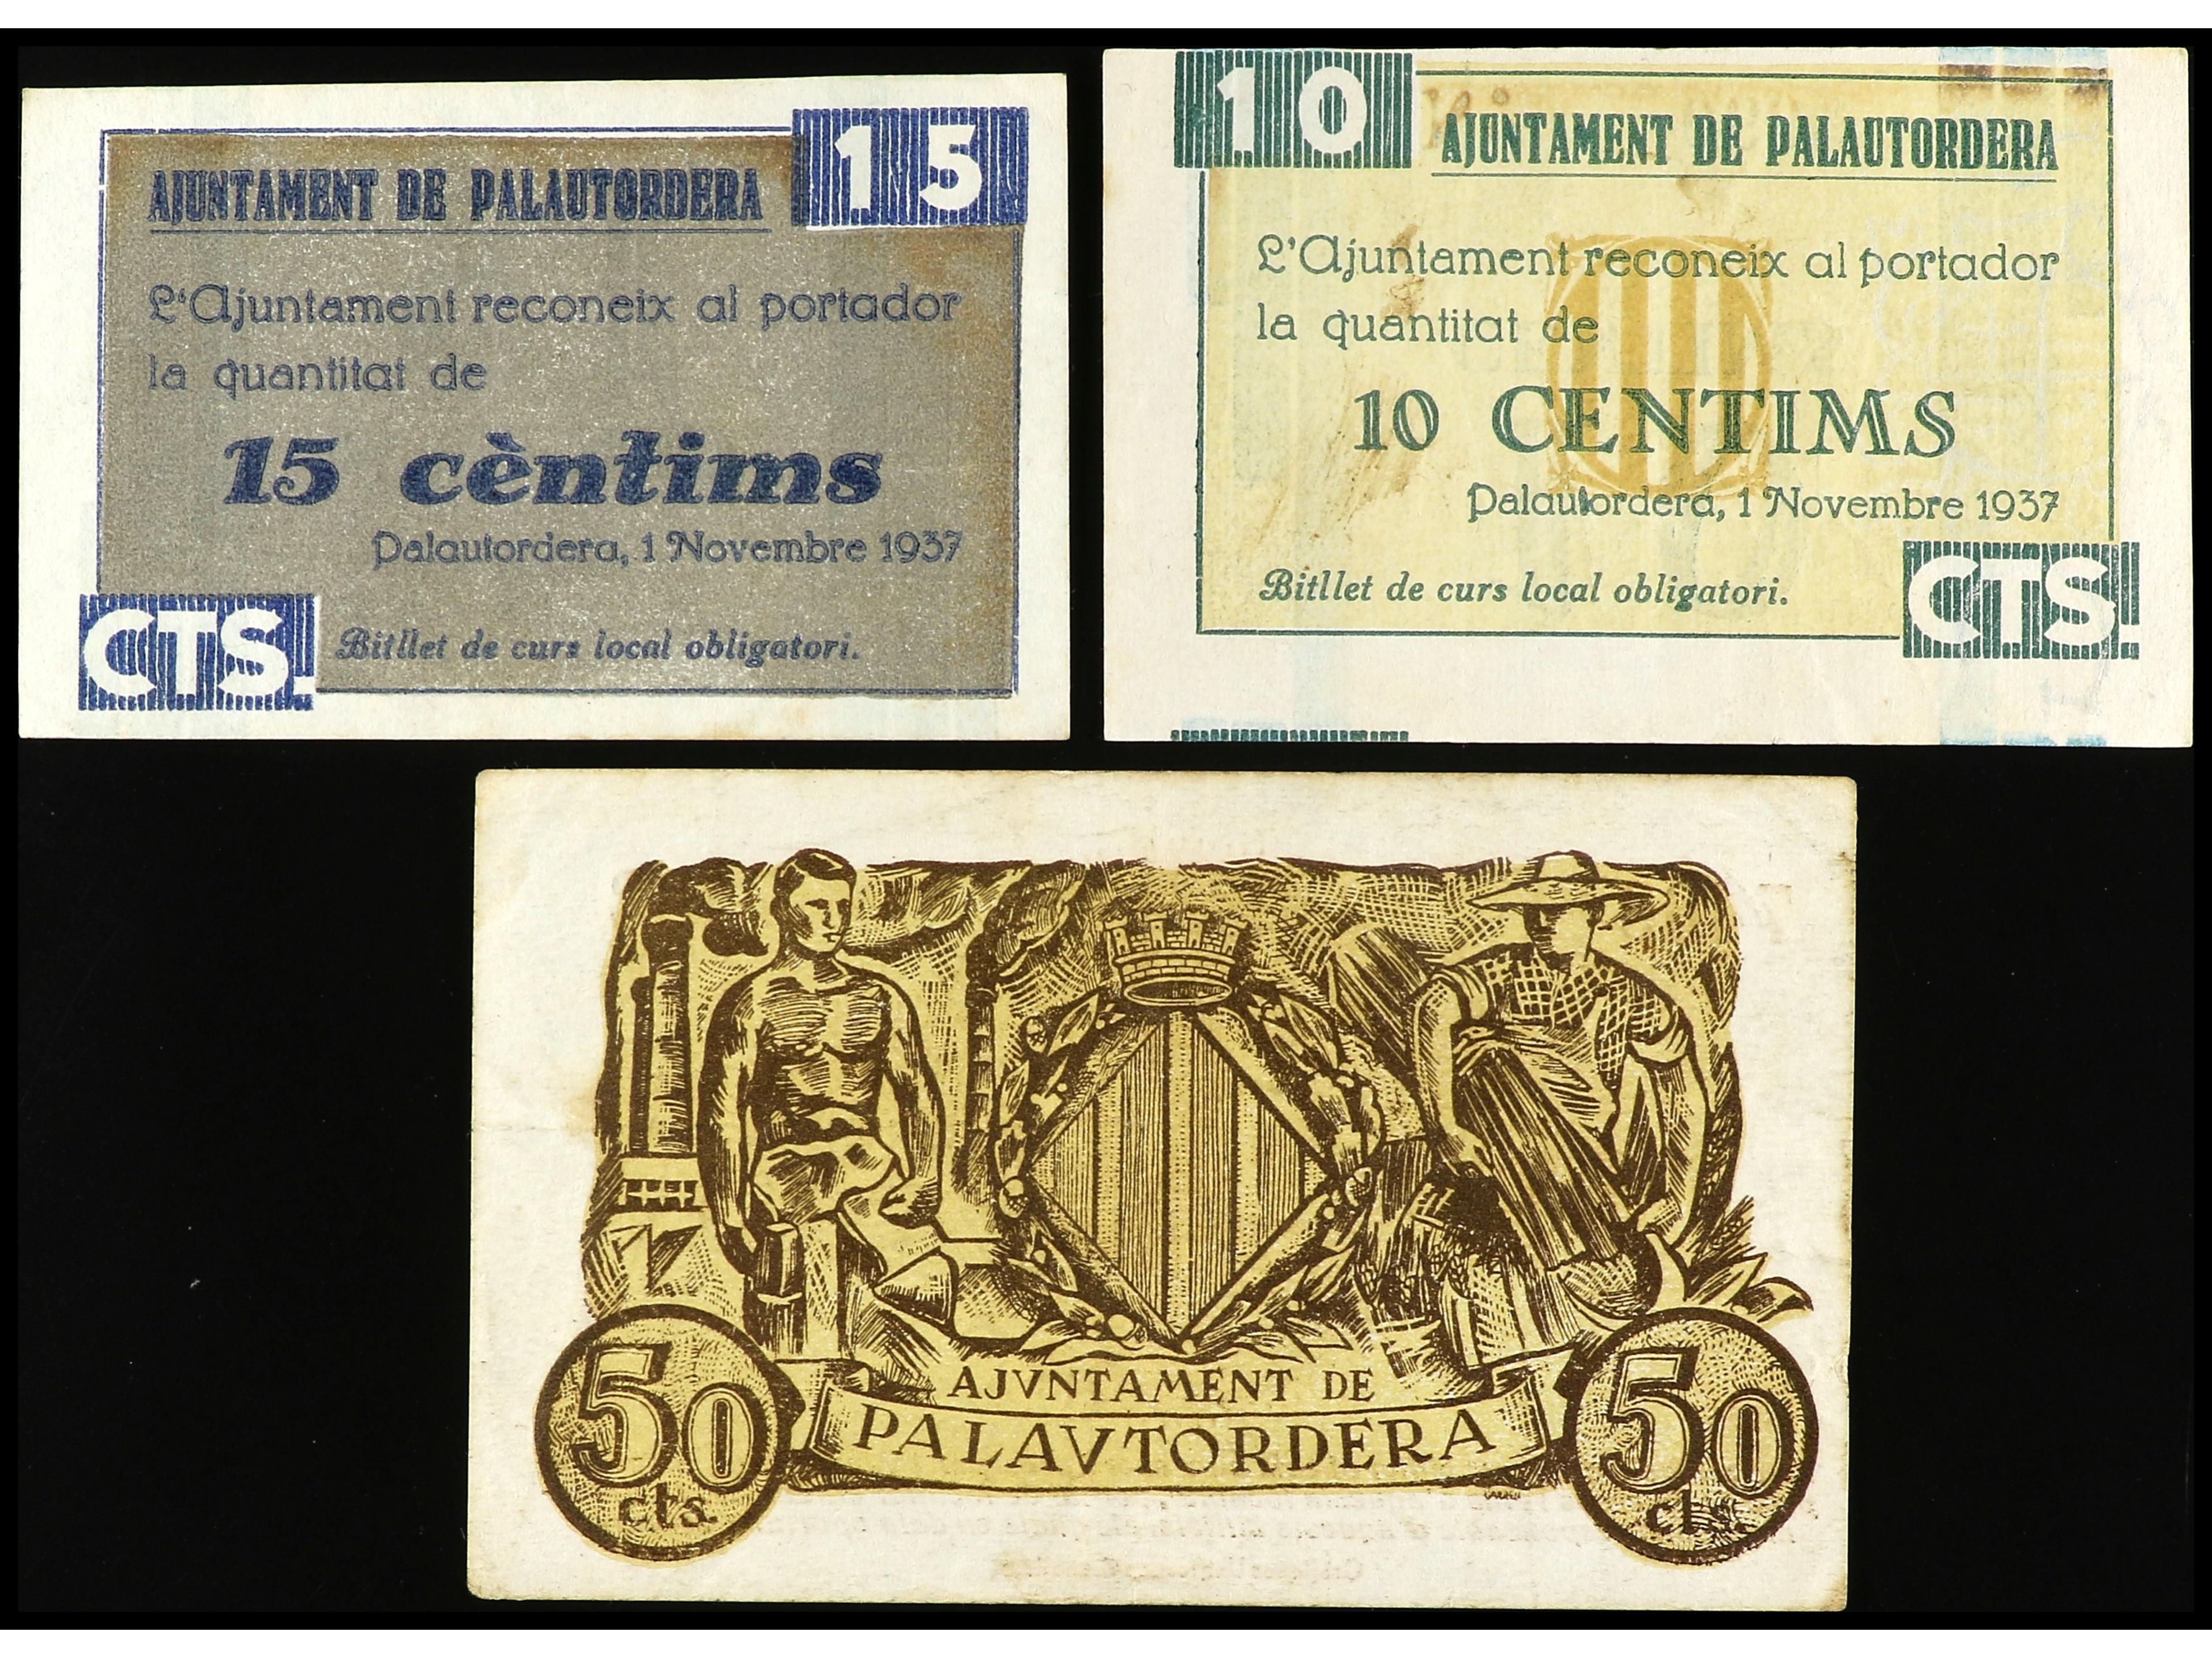 15
AJUNTAMENT DE PALAUTORDERA
L'Ajuntament reconeix al portador
la quantitat de
15 cèntims
Palautordera, 1 Novembre 1937
CTS.
Bitllet de curs local obligatori.
10
AJUNTAMENT DE PALAUTORDERA
L'Ajuntament reconeix al portador
la quantitat de
10 CENTIMS
Palautordera, 1 Novembre 1937
Bitllet de curs local obligatori.
CTS.
AJVNTAMENT DE
PALAVTORDERA
50
cts.
50
cts.